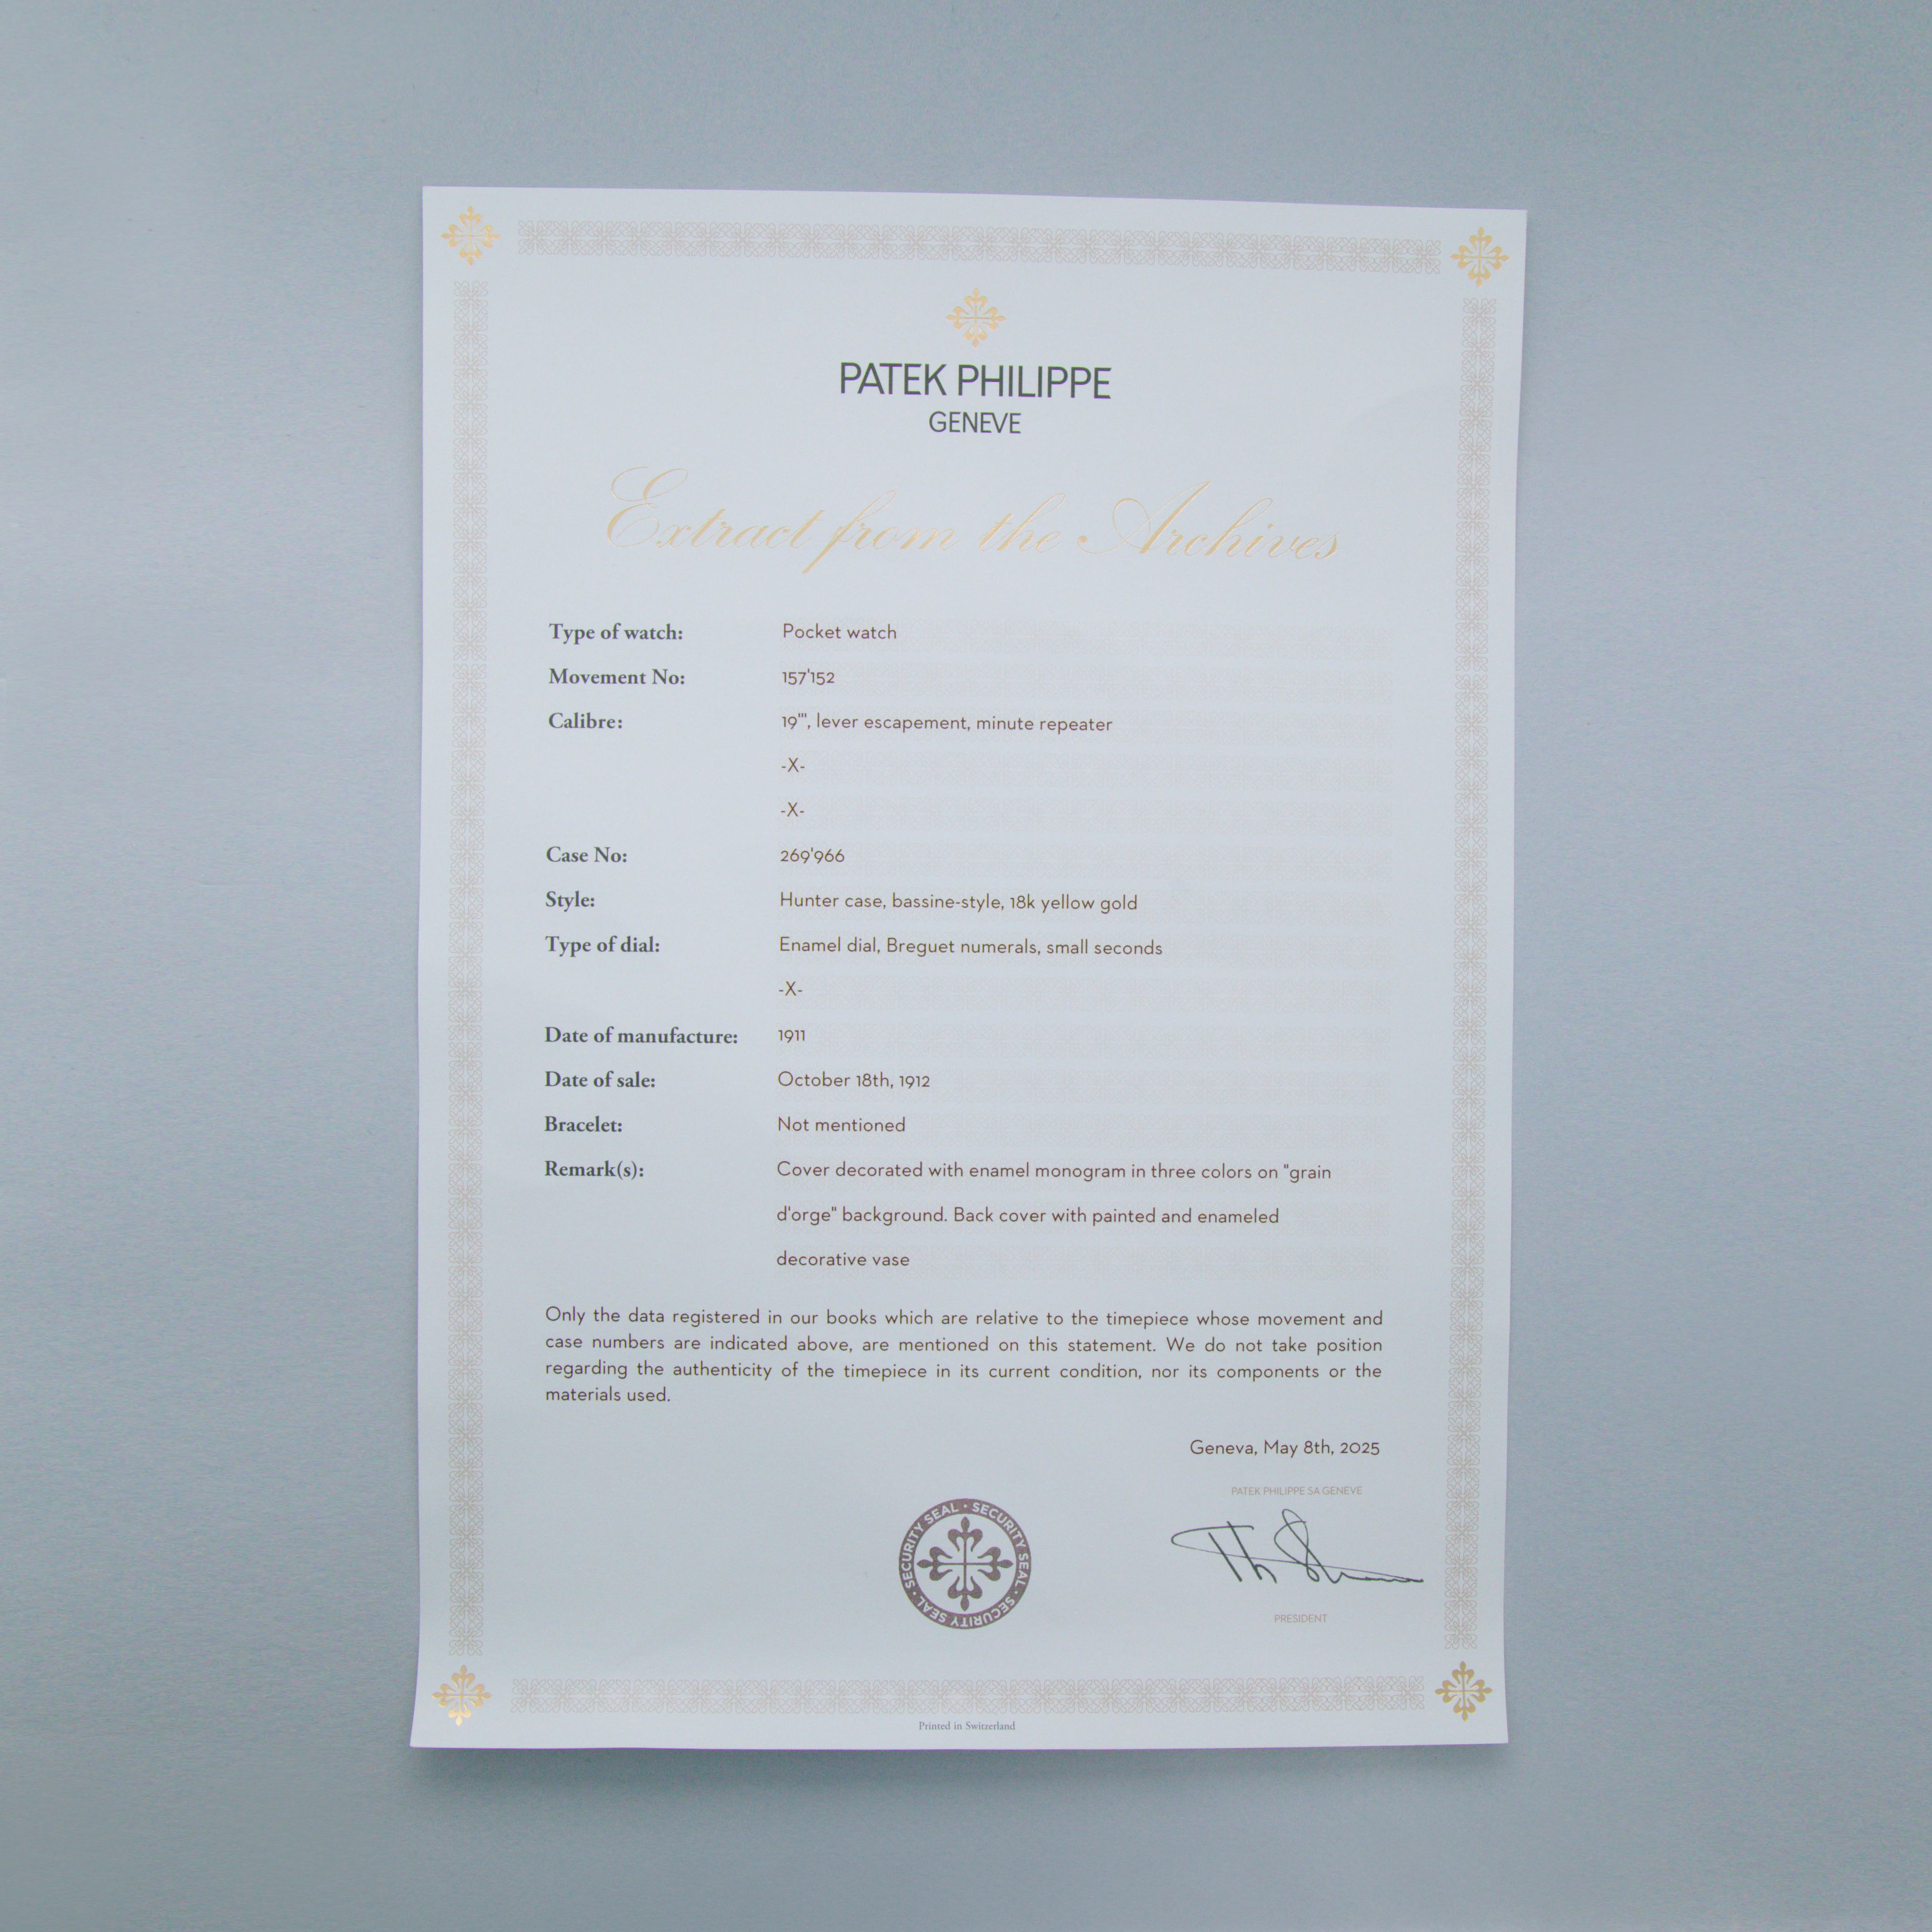 PATEK PHILIPPE
GENEVE
Extract from the Archives
Type of watch: Pocket watch
Movement No: 157'152
Calibre: 19''', lever escapement, minute repeater
-X-
-X-
Case No: 269'966
Style: Hunter case, bassine-style, 18k yellow gold
Type of dial: Enamel dial, Breguet numerals, small seconds
-X-
Date of manufacture: 1911
Date of sale: October 18th, 1912
Bracelet: Not mentioned
Remark(s): Cover decorated with enamel monogram in three colors on "grain
d'orge" background. Back cover with painted and enameled
decorative vase
Only the data registered in our books which are relative to the timepiece whose movement and
case numbers are indicated above, are mentioned on this statement. We do not take position
regarding the authenticity of the timepiece in its current condition, nor its components or the
materials used.
Geneva, May 8th, 2025
PATEK PHILIPPE SA GENEVE
SECURITY SEAL · SECURITY SEAL · SECURITY SEAL ·
PRESIDENT
Printed in Switzerland